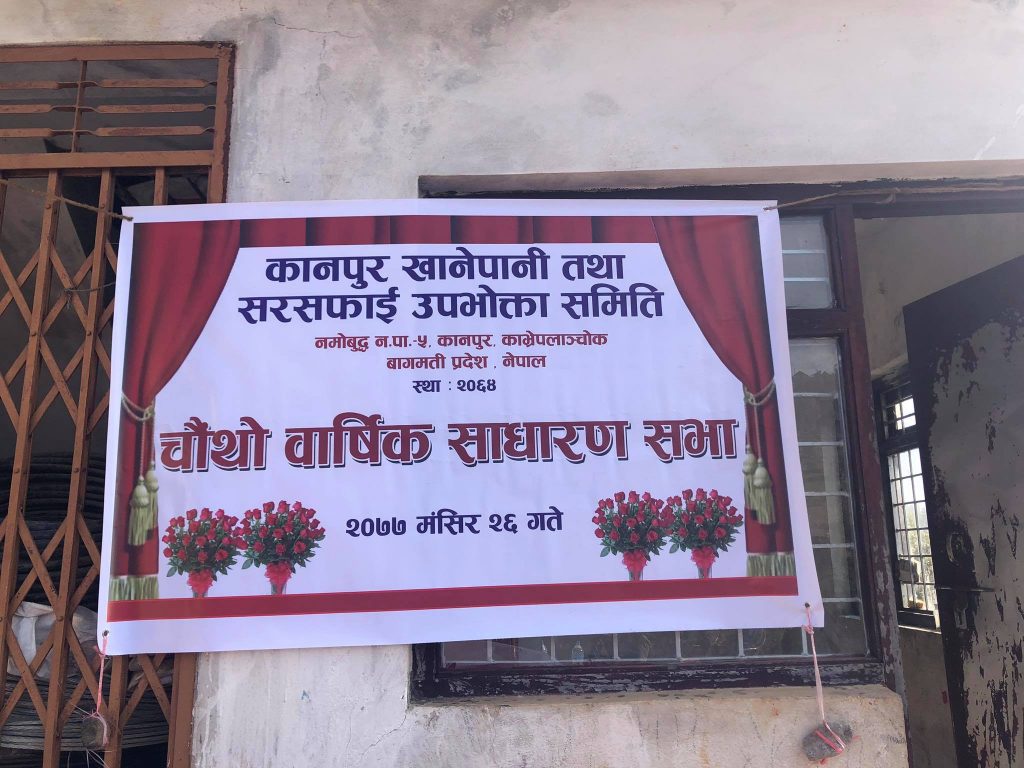 कानपुर खानेपानी तथा
सरसफाई उपभोक्ता समिति
नमोबुद्ध न.पा.-५, कानपुर, काभ्रेपलाञ्चोक
बागमती प्रदेश , नेपाल
स्था : २०६४
चौंथो वार्षिक साधारण सभा
२०७७ मंसिर २६ गते